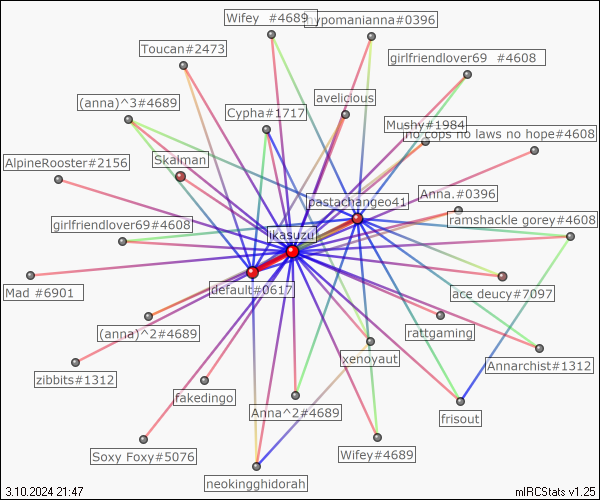 Wifey #4689
hypomanianna#0396
Toucan#2473
girlfriendlover69 #4608
(anna)^3#4689
avelicious
Cypha#1717
Mushy#1984
no cops no laws no hope#4608
AlpineRooster#2156
Skalman
pastachangeo41
Anna.#0396
girlfriendlover69#4608
amshackle gorey#4608
ikasuzu
default#0617
Mad #6901
ace deucy#7097
(anna)^2#4689
rattgaming
xenoyaut
Annarchist#1312
zibbits#1312
fakedingo
Anna^2#4689
frisout
Soxy Foxy#5076
Wifey#4689
neokingghidorah
3.10.2024 21:47
mIRCStats v1.25